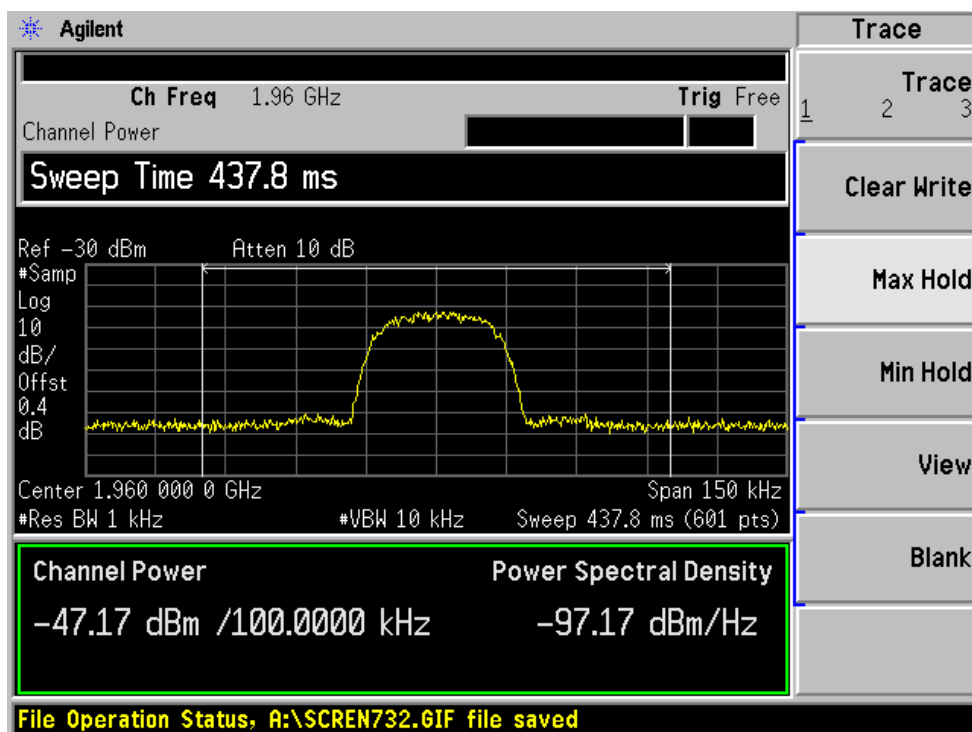 Agilent
Trace
Ch Freq 1.96 GHz Trig Free
Channel Power
Sweep Time 437.8 ms
Ref -30 dBm Atten 10 dB
#Samp
Log
10
dB/
Offst
0.4
dB
Center 1.960 000 0 GHz Span 150 kHz
#Res BW 1 kHz #VBW 10 kHz Sweep 437.8 ms (601 pts)
Channel Power Power Spectral Density
-47.17 dBm /100.0000 kHz -97.17 dBm/Hz
File Operation Status, A:\SCREN732.GIF file saved
Trace
1 2 3
Clear Write
Max Hold
Min Hold
View
Blank